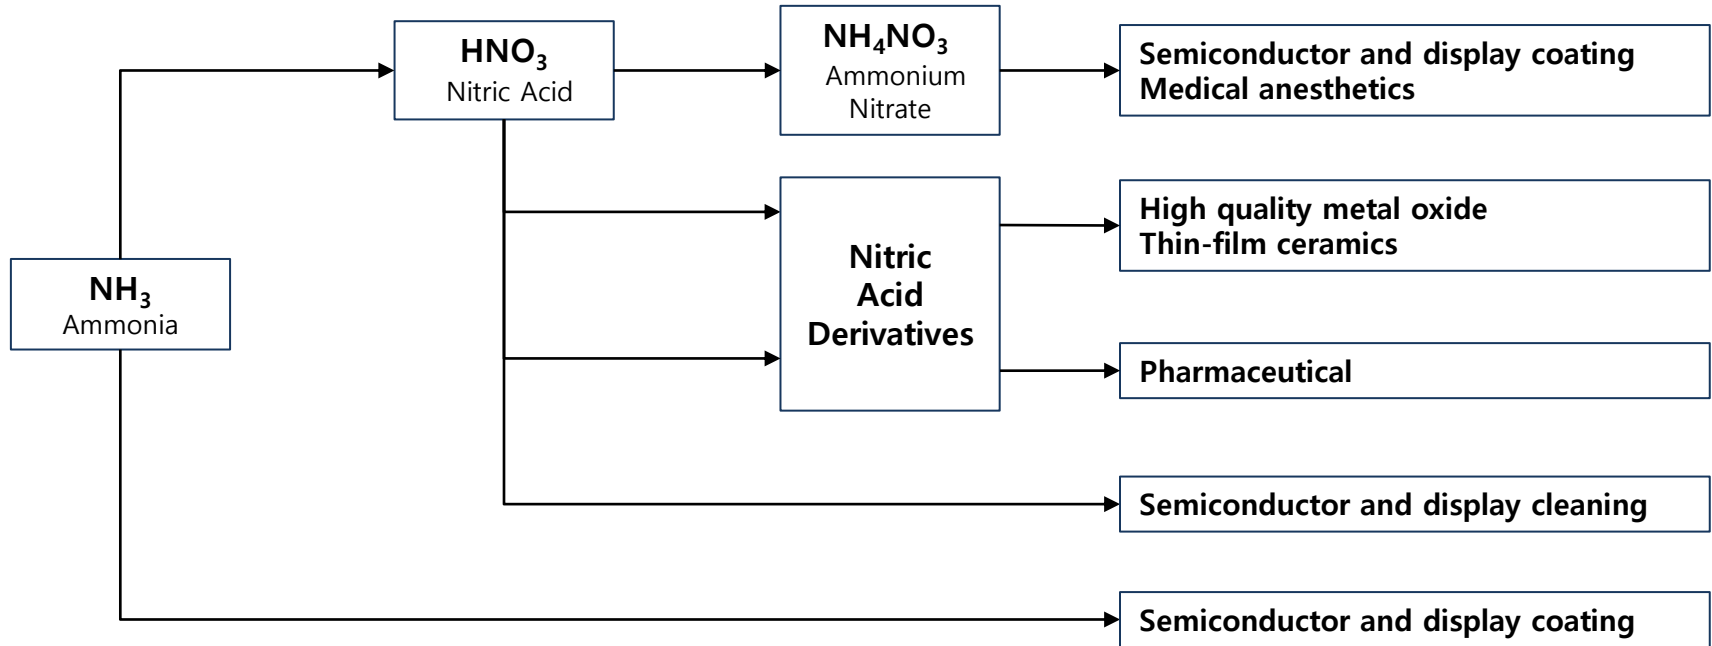 HNO₃
Nitric Acid
NH₄NO₃
Ammonium
Nitrate
Semiconductor and display coating
Medical anesthetics
High quality metal oxide
Thin-film ceramics
Nitric
Acid
Derivatives
NH₃
Ammonia
Pharmaceutical
Semiconductor and display cleaning
Semiconductor and display coating